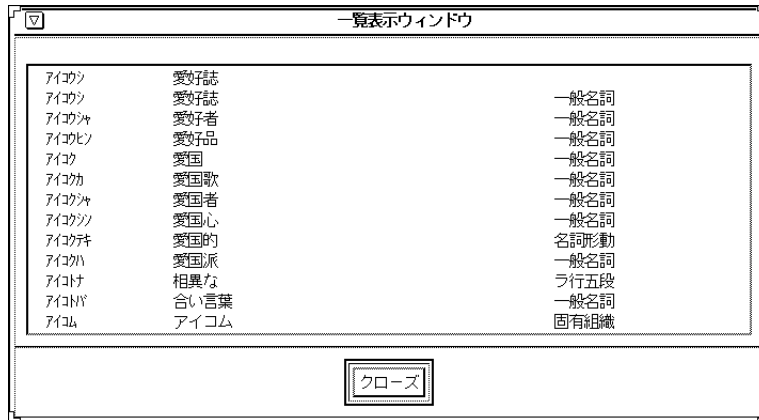 一覧表示ウィンドウ
ｱｲｺｳｼ 愛好誌
ｱｲｺｳｼ 愛好誌 一般名詞
ｱｲｺｳｼｬ 愛好者 一般名詞
ｱｲｺｳﾋﾝ 愛好品 一般名詞
ｱｲｺｸ 愛国 一般名詞
ｱｲｺｸｶ 愛国歌 一般名詞
ｱｲｺｸｼｬ 愛国者 一般名詞
ｱｲｺｸｼﾝ 愛国心 一般名詞
ｱｲｺｸﾃｷ 愛国的 名詞形動
ｱｲｺｸﾊ 愛国派 一般名詞
ｱｲｺﾄﾅ 相異な ラ行五段
ｱｲｺﾄﾊﾞ 合い言葉 一般名詞
ｱｲｺﾑ アイコム 固有組織
クローズ